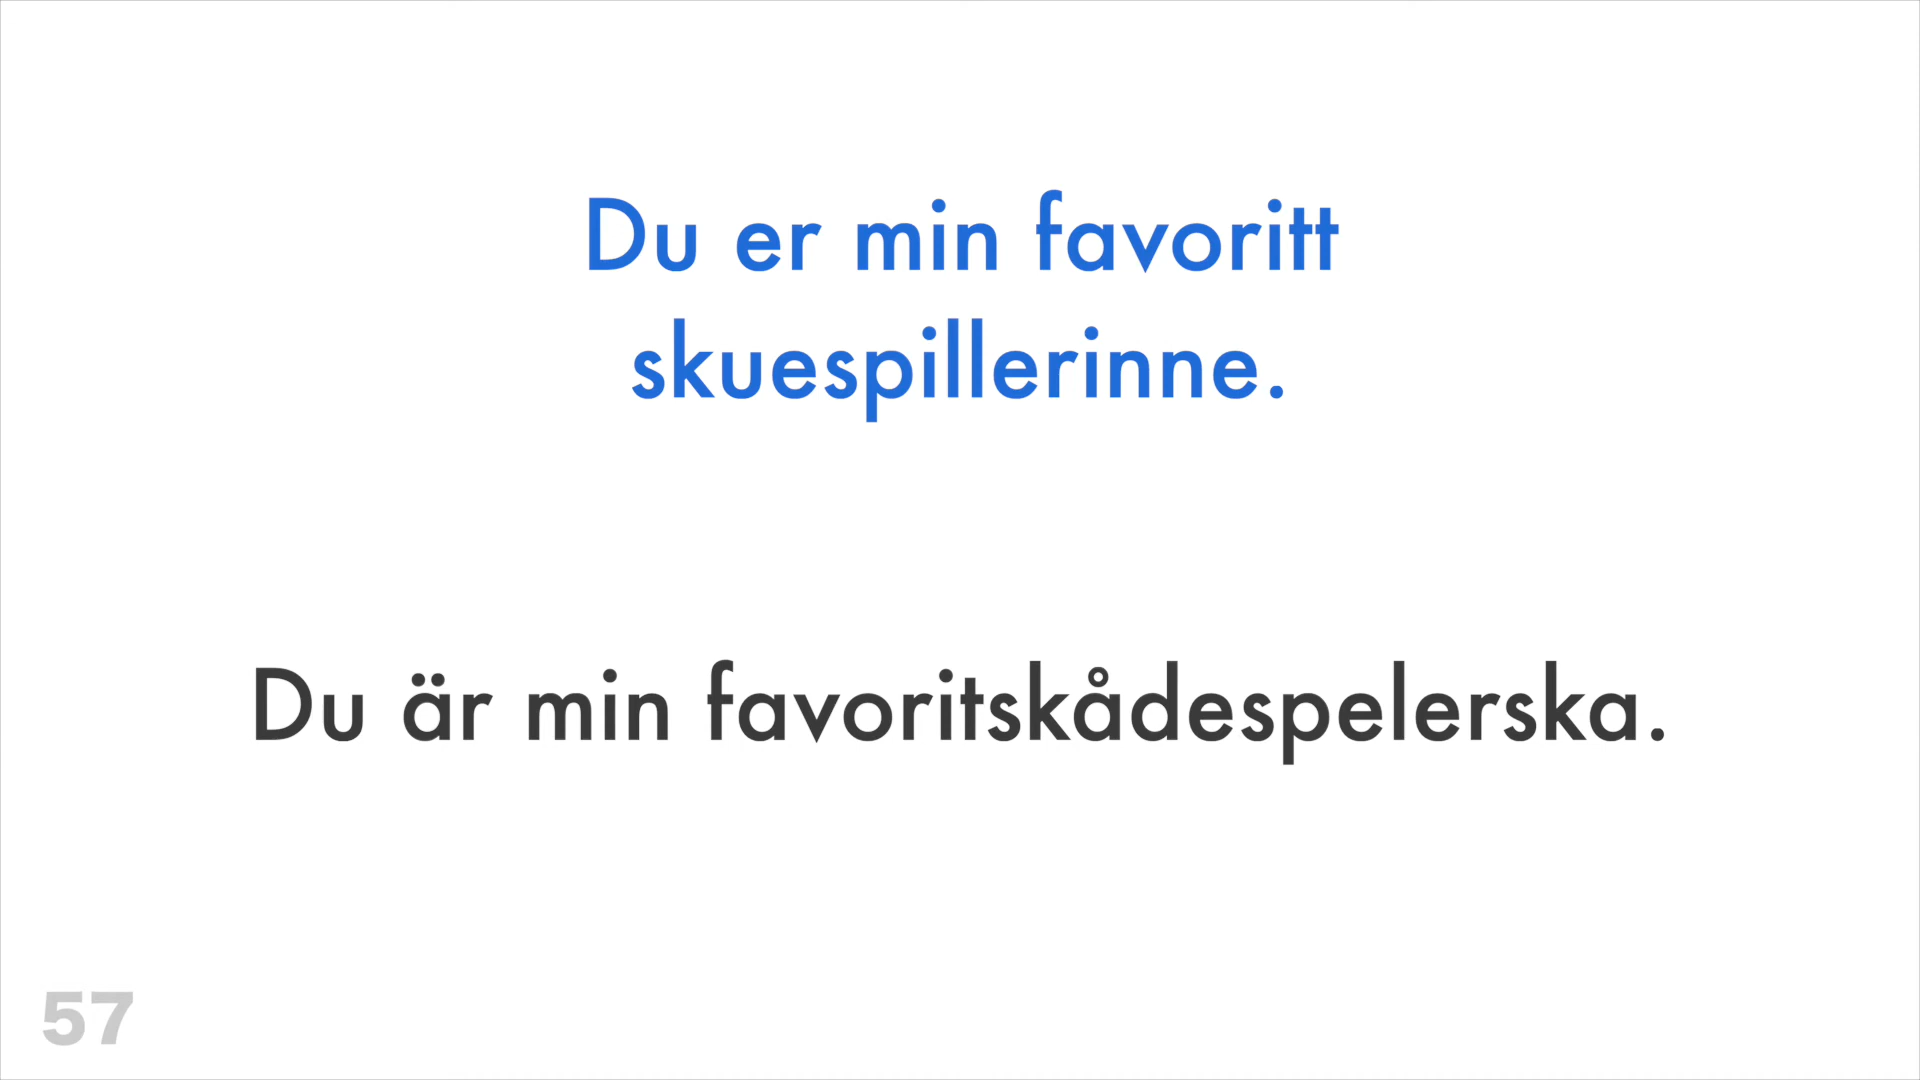 Du er min favoritt
skuespillerinne.
Du är min favoritskådespelerska.
57